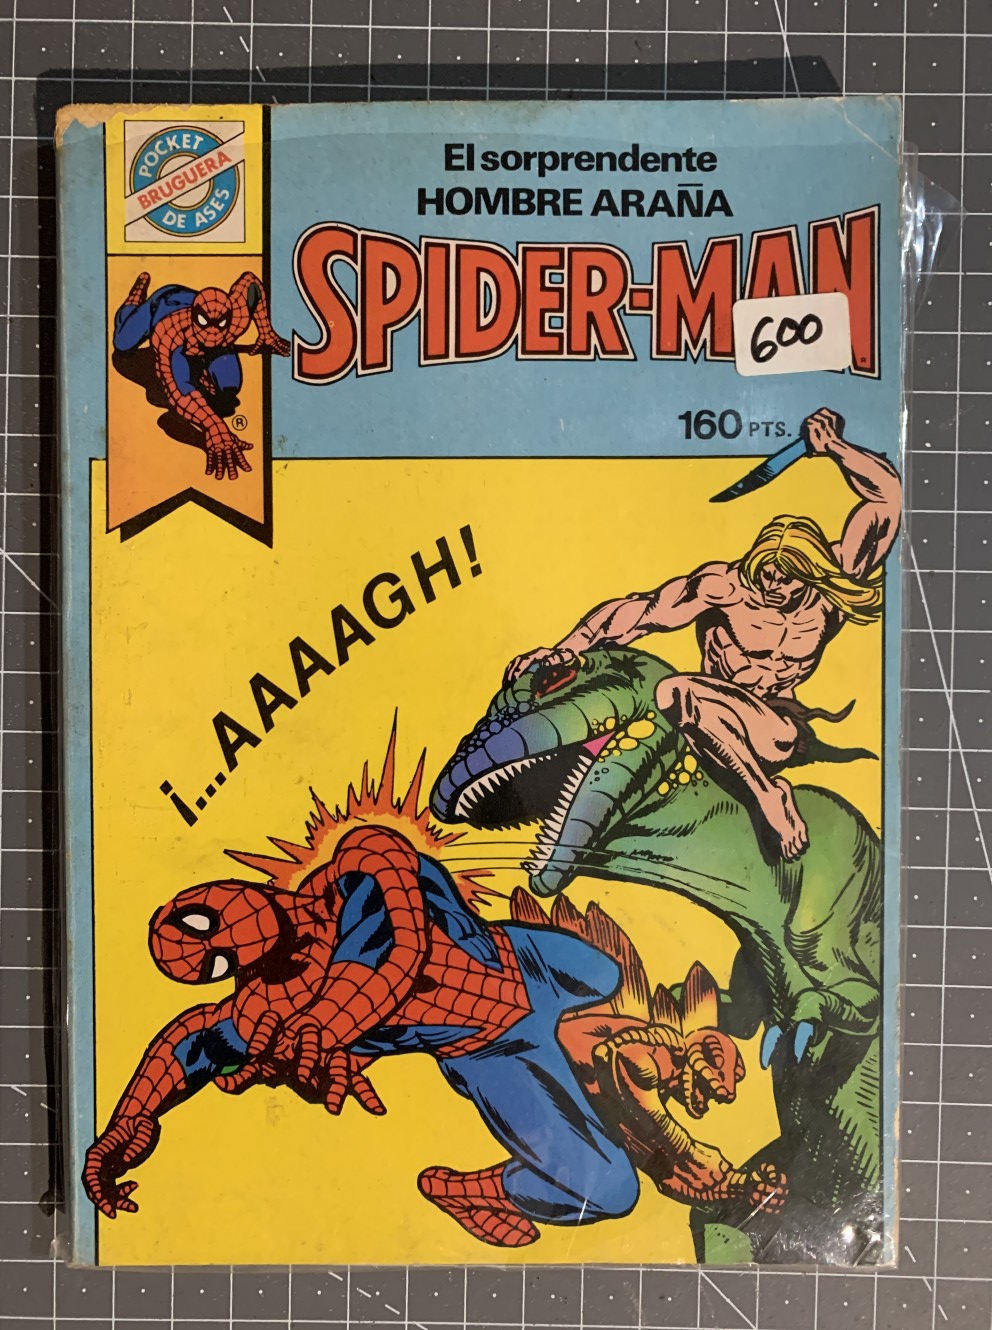 POCKET
BRUGUERA
DE ASES
El sorprendente
HOMBRE ARAÑA
SPIDER-MAN
600
®
160 PTS.
¡...AAAAGH!